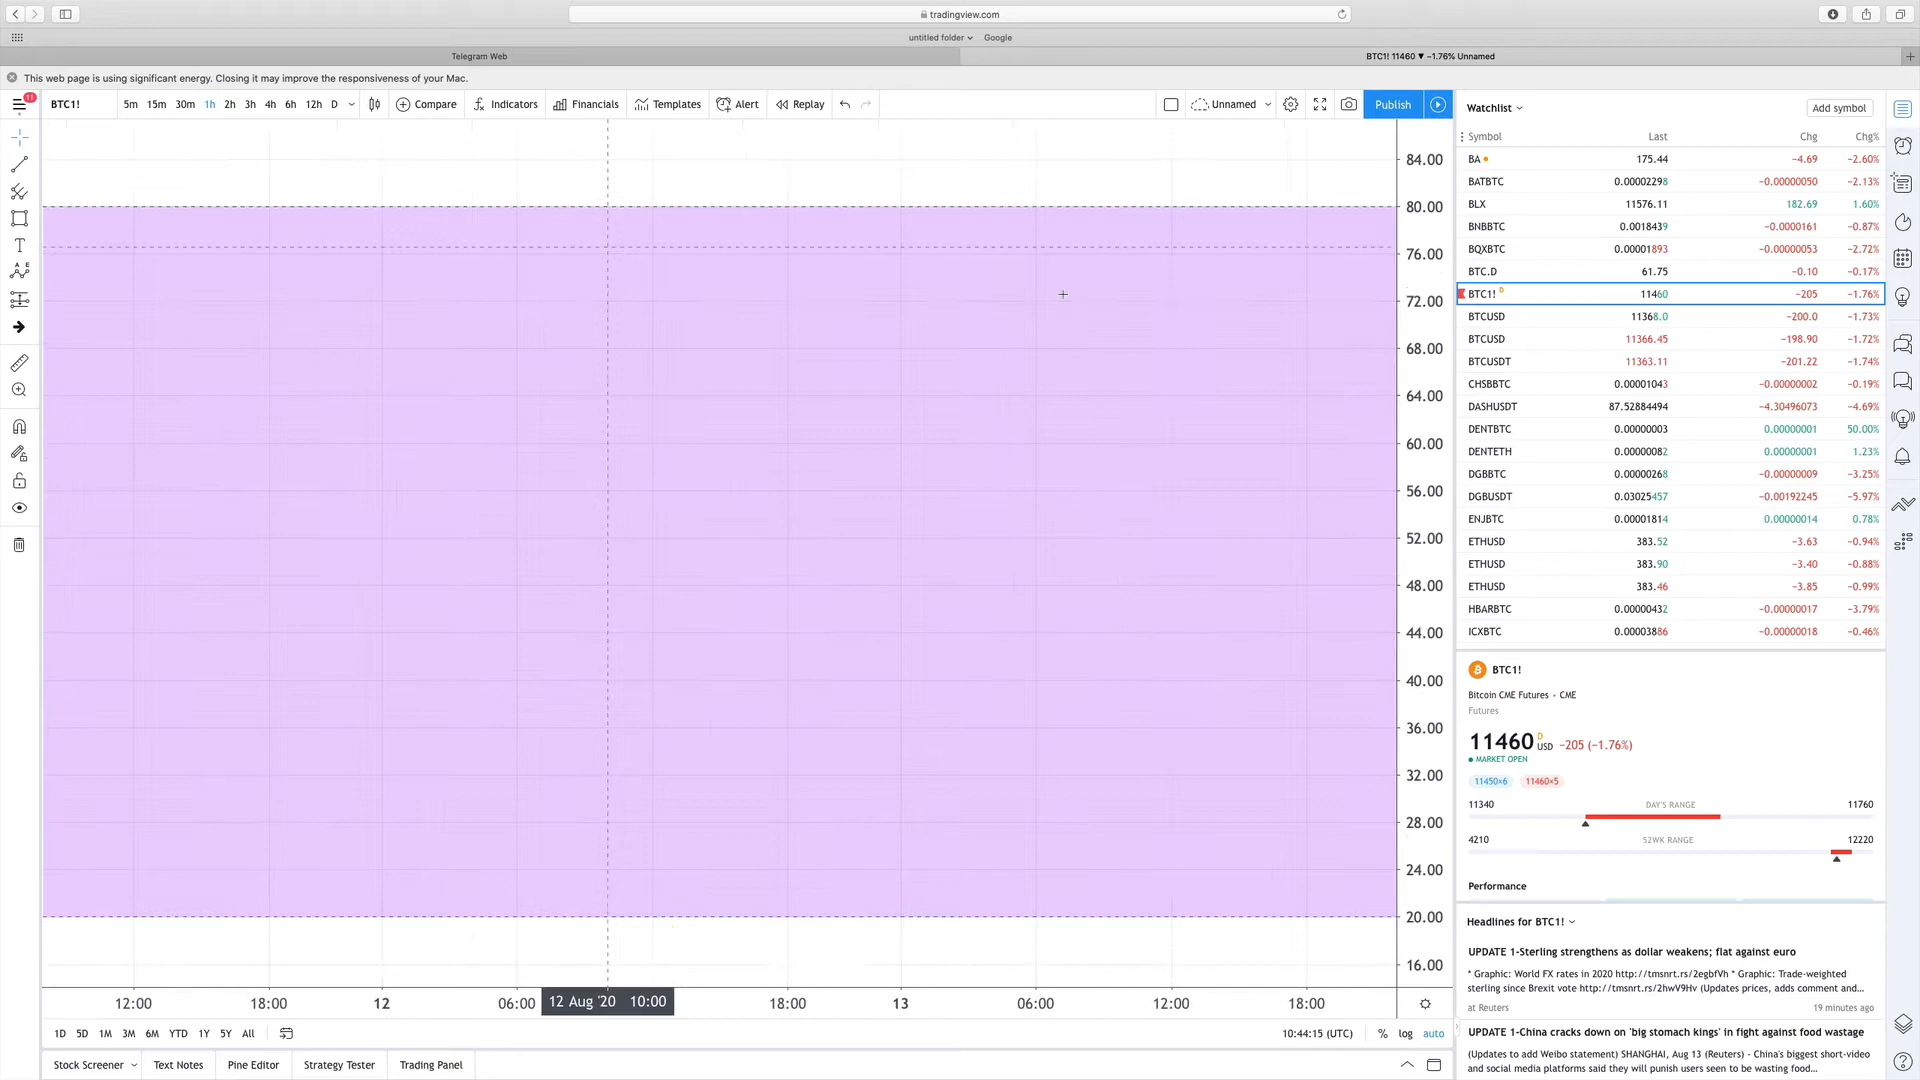 tradingview.com
untitled folder Google
Telegram Web
BTC1! 11460 ▼ −1.76% Unnamed
This web page is using significant energy. Closing it may improve the responsiveness of your Mac.
11
BTC1! 5m 15m 30m 1h 2h 3h 4h 6h 12h D Compare Indicators Financials Templates Alert Replay Unnamed Publish
84.00
80.00
76.00
72.00
68.00
64.00
60.00
56.00
52.00
48.00
44.00
40.00
36.00
32.00
28.00
24.00
20.00
16.00
12:00 18:00 12 06:00 12 Aug '20 10:00 18:00 13 06:00 12:00 18:00
1D 5D 1M 3M 6M YTD 1Y 5Y All 10:44:15 (UTC) % log auto
Stock Screener Text Notes Pine Editor Strategy Tester Trading Panel
Watchlist Add symbol
Symbol Last Chg Chg%
BA 175.44 −4.69 −2.60%
BATBTC 0.00002298 −0.00000050 −2.13%
BLX 11576.11 182.69 1.60%
BNBBTC 0.0018439 −0.0000161 −0.87%
BQXBTC 0.00001893 −0.00000053 −2.72%
BTC.D 61.75 −0.10 −0.17%
BTC1! D 11460 −205 −1.76%
BTCUSD 11368.0 −200.0 −1.73%
BTCUSD 11366.45 −198.90 −1.72%
BTCUSDT 11363.11 −201.22 −1.74%
CHSBBTC 0.00001043 −0.00000002 −0.19%
DASHUSDT 87.52884494 −4.30496073 −4.69%
DENTBTC 0.00000003 0.00000001 50.00%
DENTETH 0.00000082 0.00000001 1.23%
DGBBTC 0.00000268 −0.00000009 −3.25%
DGBUSDT 0.03025457 −0.00192245 −5.97%
ENJBTC 0.00001814 0.00000014 0.78%
ETHUSD 383.52 −3.63 −0.94%
ETHUSD 383.90 −3.40 −0.88%
ETHUSD 383.46 −3.85 −0.99%
HBARBTC 0.00000432 −0.00000017 −3.79%
ICXBTC 0.00003886 −0.00000018 −0.46%
BTC1!
Bitcoin CME Futures • CME
Futures
11460 D USD −205 (−1.76%)
MARKET OPEN
11450×6 11460×5
11340 DAY'S RANGE 11760
4210 52WK RANGE 12220
Performance
Headlines for BTC1!
UPDATE 1-Sterling strengthens as dollar weakens; flat against euro
* Graphic: World FX rates in 2020 http://tmsnrt.rs/2egbfVh * Graphic: Trade-weighted
sterling since Brexit vote http://tmsnrt.rs/2hwV9Hv (Updates prices, adds comment and...
at Reuters 19 minutes ago
UPDATE 1-China cracks down on 'big stomach kings' in fight against food wastage
(Updates to add Weibo statement) SHANGHAI, Aug 13 (Reuters) - China's biggest short-video
and social media platforms said they will punish users seen to be wasting food...